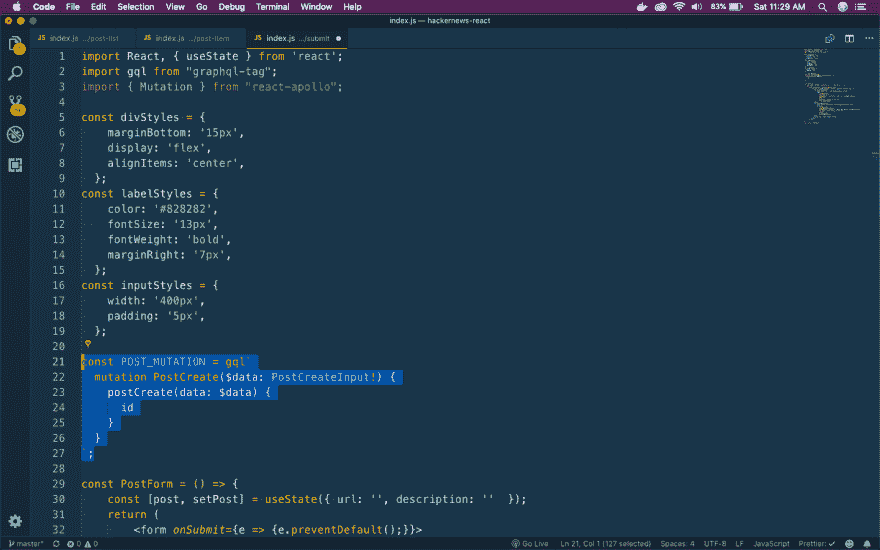 Code File Edit Selection View Go Debug Terminal Window Help 83% Sat 11:29 AM
index.js — hackernews-react
JS index.js .../post-list JS index.js .../post-item JS index.js .../submit
1 import React, { useState } from 'react';
2 import gql from "graphql-tag";
3 import { Mutation } from "react-apollo";
4
5 const divStyles = {
6 marginBottom: '15px',
7 display: 'flex',
8 alignItems: 'center',
9 };
10 const labelStyles = {
11 color: '#828282',
12 fontSize: '13px',
13 fontWeight: 'bold',
14 marginRight: '7px',
15 };
16 const inputStyles = {
17 width: '400px',
18 padding: '5px',
19 };
20
21 const POST_MUTATION = gql`
22 mutation PostCreate($data: PostCreateInput!) {
23 postCreate(data: $data) {
24 id
25 }
26 }
27 `;
28
29 const PostForm = () => {
30 const [post, setPost] = useState({ url: '', description: '' });
31 return (
32 <form onSubmit={e => {e.preventDefault();}}>
master* 0 0 Go Live Ln 21, Col 1 (127 selected) Spaces: 4 UTF-8 LF JavaScript Prettier: ✓